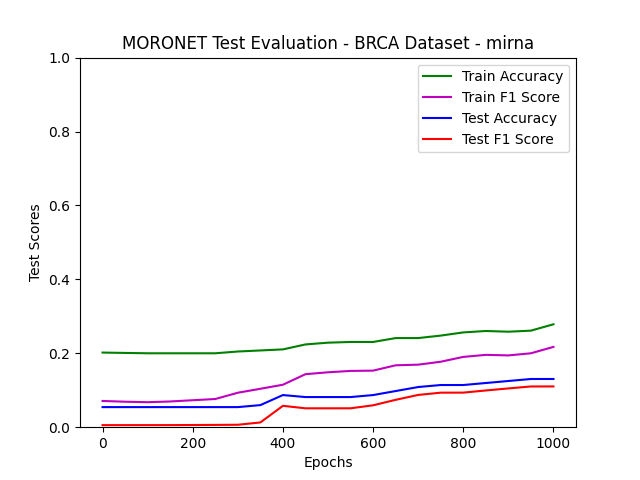 MORONET Test Evaluation - BRCA Dataset - mirna
1.0
0.8
0.6
0.4
0.2
0.0
Test Scores
Train Accuracy
Train F1 Score
Test Accuracy
Test F1 Score
0 200 400 600 800 1000
Epochs